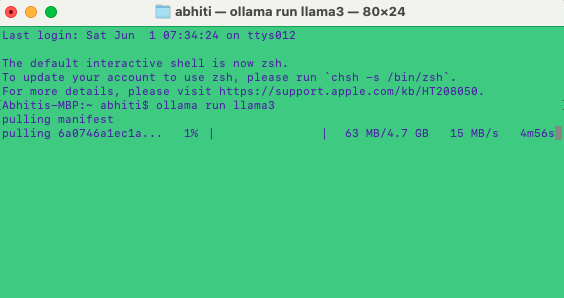 abhiti — ollama run llama3 — 80×24
Last login: Sat Jun  1 07:34:24 on ttys012
The default interactive shell is now zsh.
To update your account to use zsh, please run `chsh -s /bin/zsh`.
For more details, please visit https://support.apple.com/kb/HT208050.
[Abhitis-MBP:~ abhiti$ ollama run llama3
pulling manifest
pulling 6a0746a1ec1a...   1% |                | 63 MB/4.7 GB   15 MB/s   4m56s